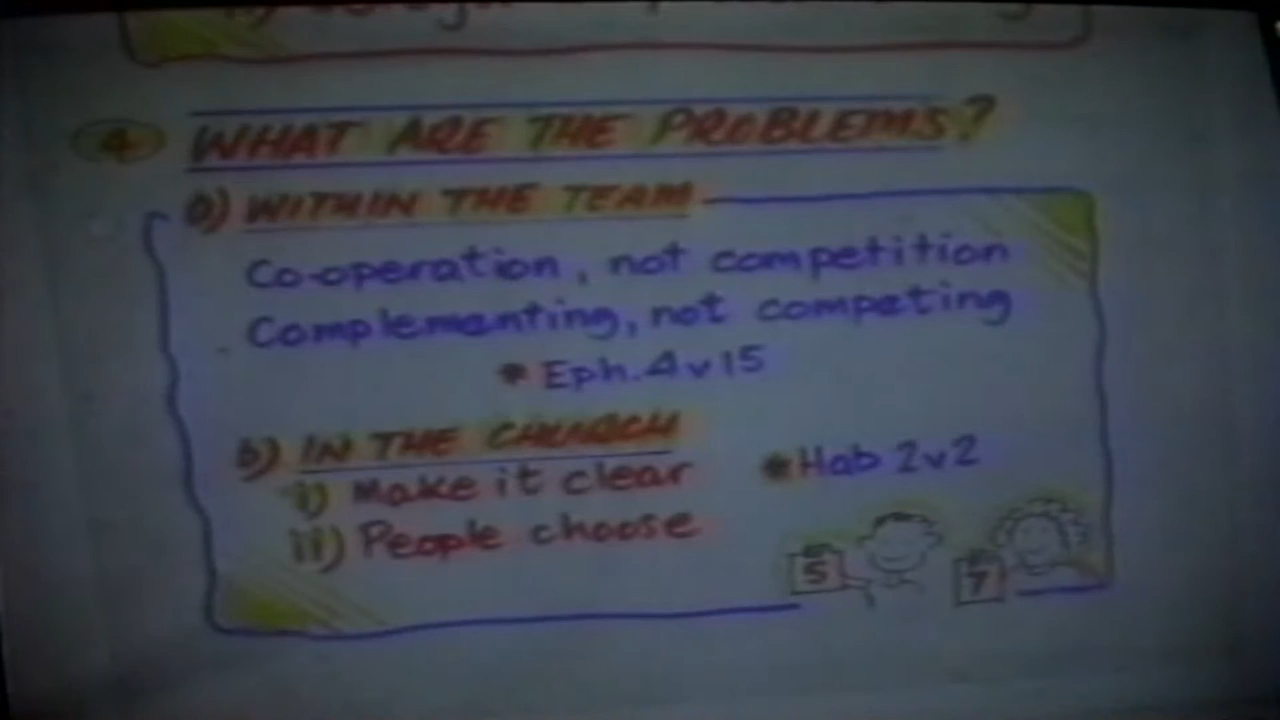 4 WHAT ARE THE PROBLEMS?
a) WITHIN THE TEAM
Co-operation, not competition
Complementing, not competing
* Eph. 4 v 15
b) IN THE CHURCH
i) Make it clear * Hab 2 v 2
ii) People choose
5 7